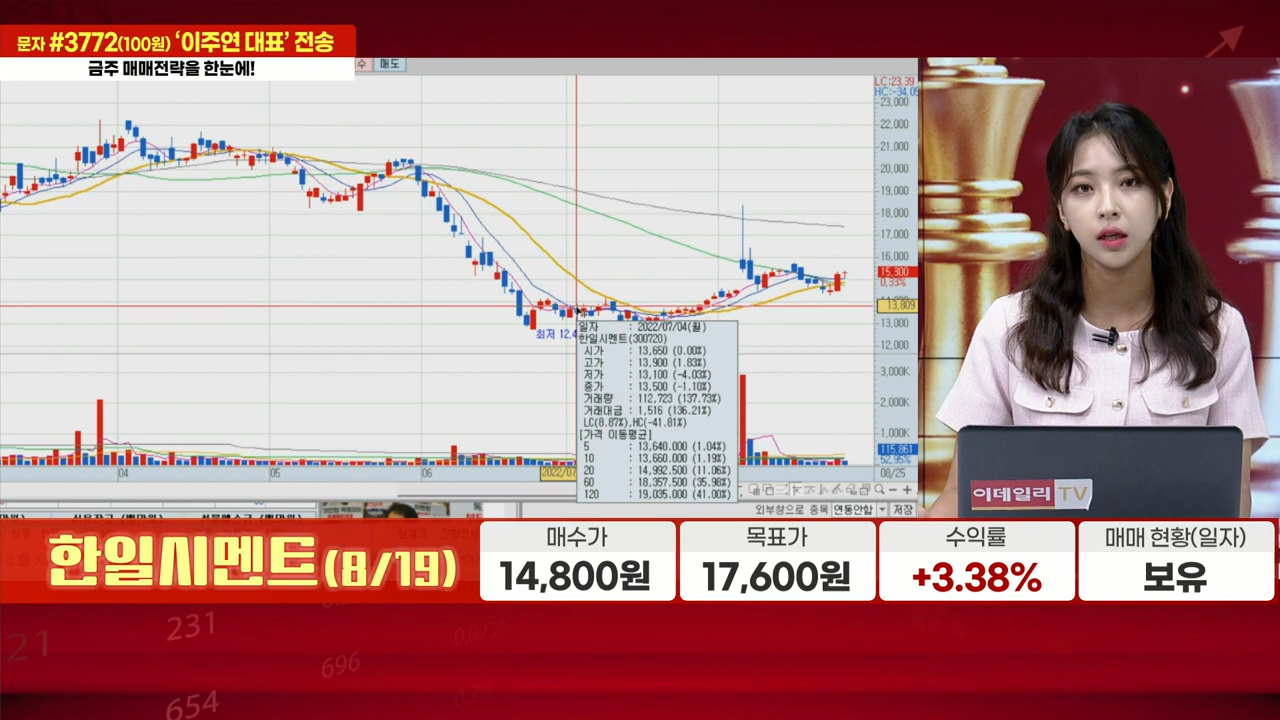 문자 #3772(100원) '이주연 대표' 전송
금주 매매전략을 한눈에!
수 매도
LC:23.39
HC:-34.05
23,000
22,000
21,000
20,000
19,000
18,000
17,000
16,000
15,300
0.33%
13,809
13,000
12,000
최저 12,4
일자 : 2022/07/04(월)
한일시멘트(300720)
시가 : 13,650 (0.00%)
고가 : 13,900 (1.83%)
저가 : 13,100 (-4.03%)
종가 : 13,500 (-1.10%)
거래량 : 112,723 (137.73%)
거래대금 : 1,516 (136.21%)
LC(8.87%),HC(-41.81%)
[가격 이동평균]
5 : 13,640.000 (1.04%)
10 : 13,660.000 (1.19%)
20 : 14,992.500 (11.06%)
60 : 18,357.500 (35.98%)
120 : 19,035.000 (41.00%)
3,000K
2,000K
1,000K
115,861
52.95%
04 05 06 2022/07 08/25
외부창으로 종목 연동안함 저장
이데일리 TV
한일시멘트(8/19)
매수가 목표가 수익률 매매 현황(일자)
14,800원 17,600원 +3.38% 보유
21 231 0.023%
696
654